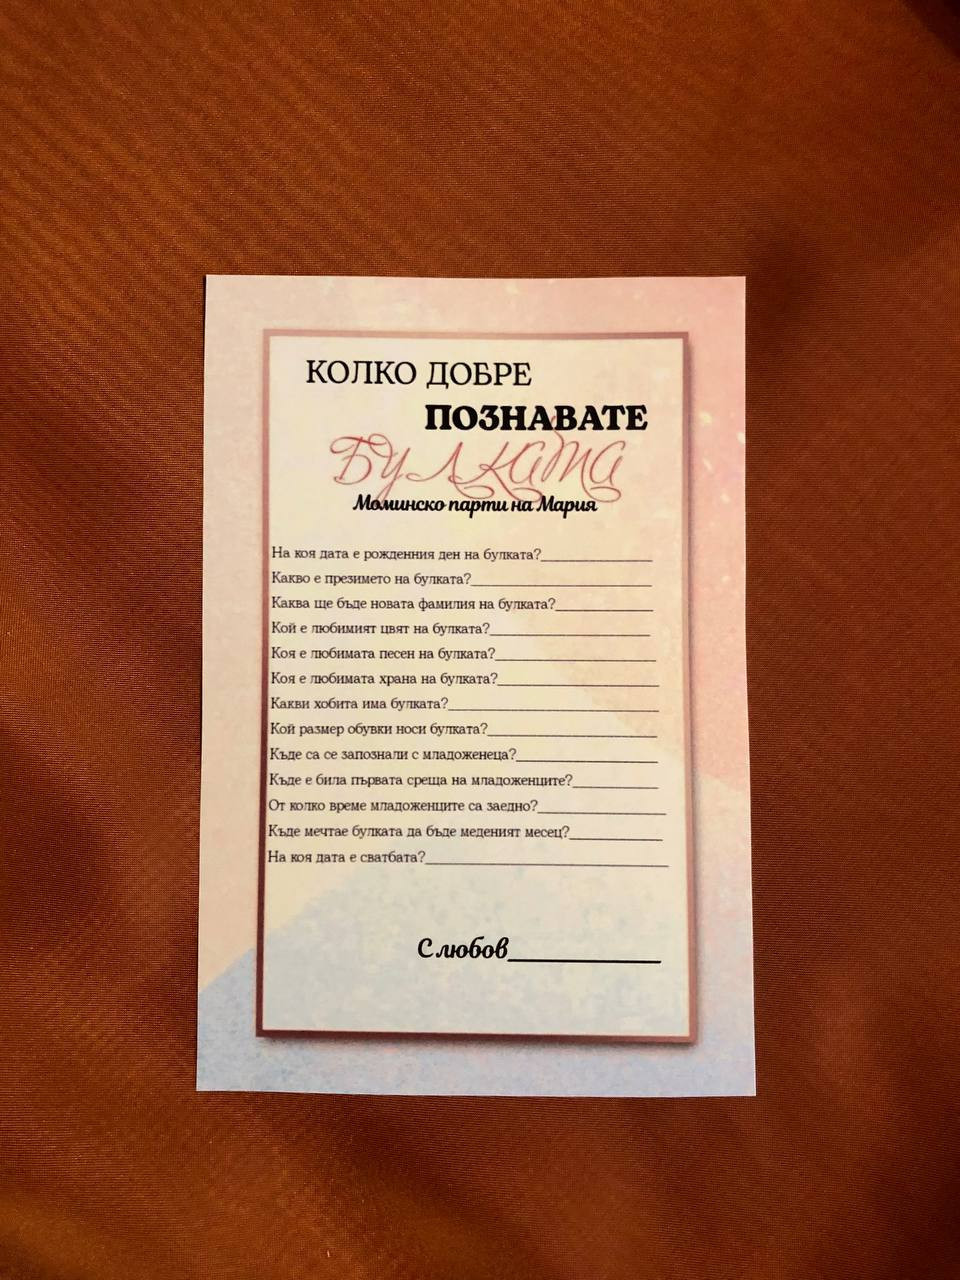 КОЛКО ДОБРЕ
ПОЗНАВАТЕ
БУЛКАТА
Моминско парти на Мария
На коя дата е рожденния ден на булката?
Какво е презимето на булката?
Каква ще бъде новата фамилия на булката?
Кой е любимият цвят на булката?
Коя е любимата песен на булката?
Коя е любимата храна на булката?
Какви хобита има булката?
Кой размер обувки носи булката?
Къде са се запознали с младоженеца?
Къде е била първата среща на младоженците?
От колко време младоженците са заедно?
Къде мечтае булката да бъде меденият месец?
На коя дата е сватбата?
С любов